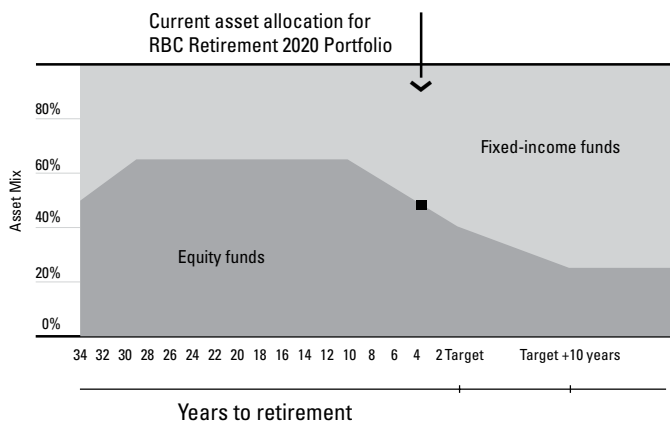 Current asset allocation for
RBC Retirement 2020 Portfolio
80%
Fixed-income funds
60%
Asset Mix
40%
Equity funds
20%
0%
34 32 30 28 26 24 22 20 18 16 14 12 10 8 6 4 2 Target Target +10 years
Years to retirement